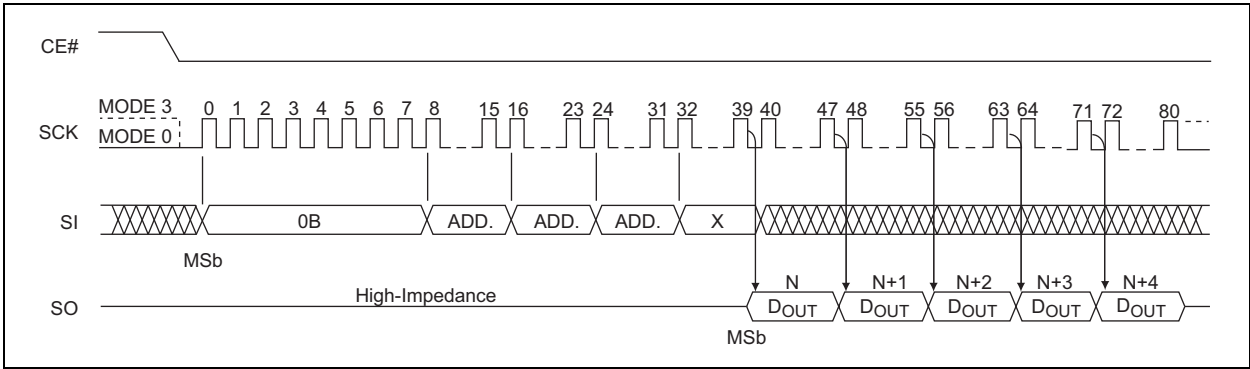 CE#
MODE 3
0 1 2 3 4 5 6 7 8 15 16 23 24 31 32 39 40 47 48 55 56 63 64 71 72 80
SCK
MODE 0
SI
0B
ADD.
ADD.
ADD.
X
MSb
N
N+1
N+2
N+3
N+4
High-Impedance
SO
DOUT
DOUT
DOUT
DOUT
DOUT
MSb